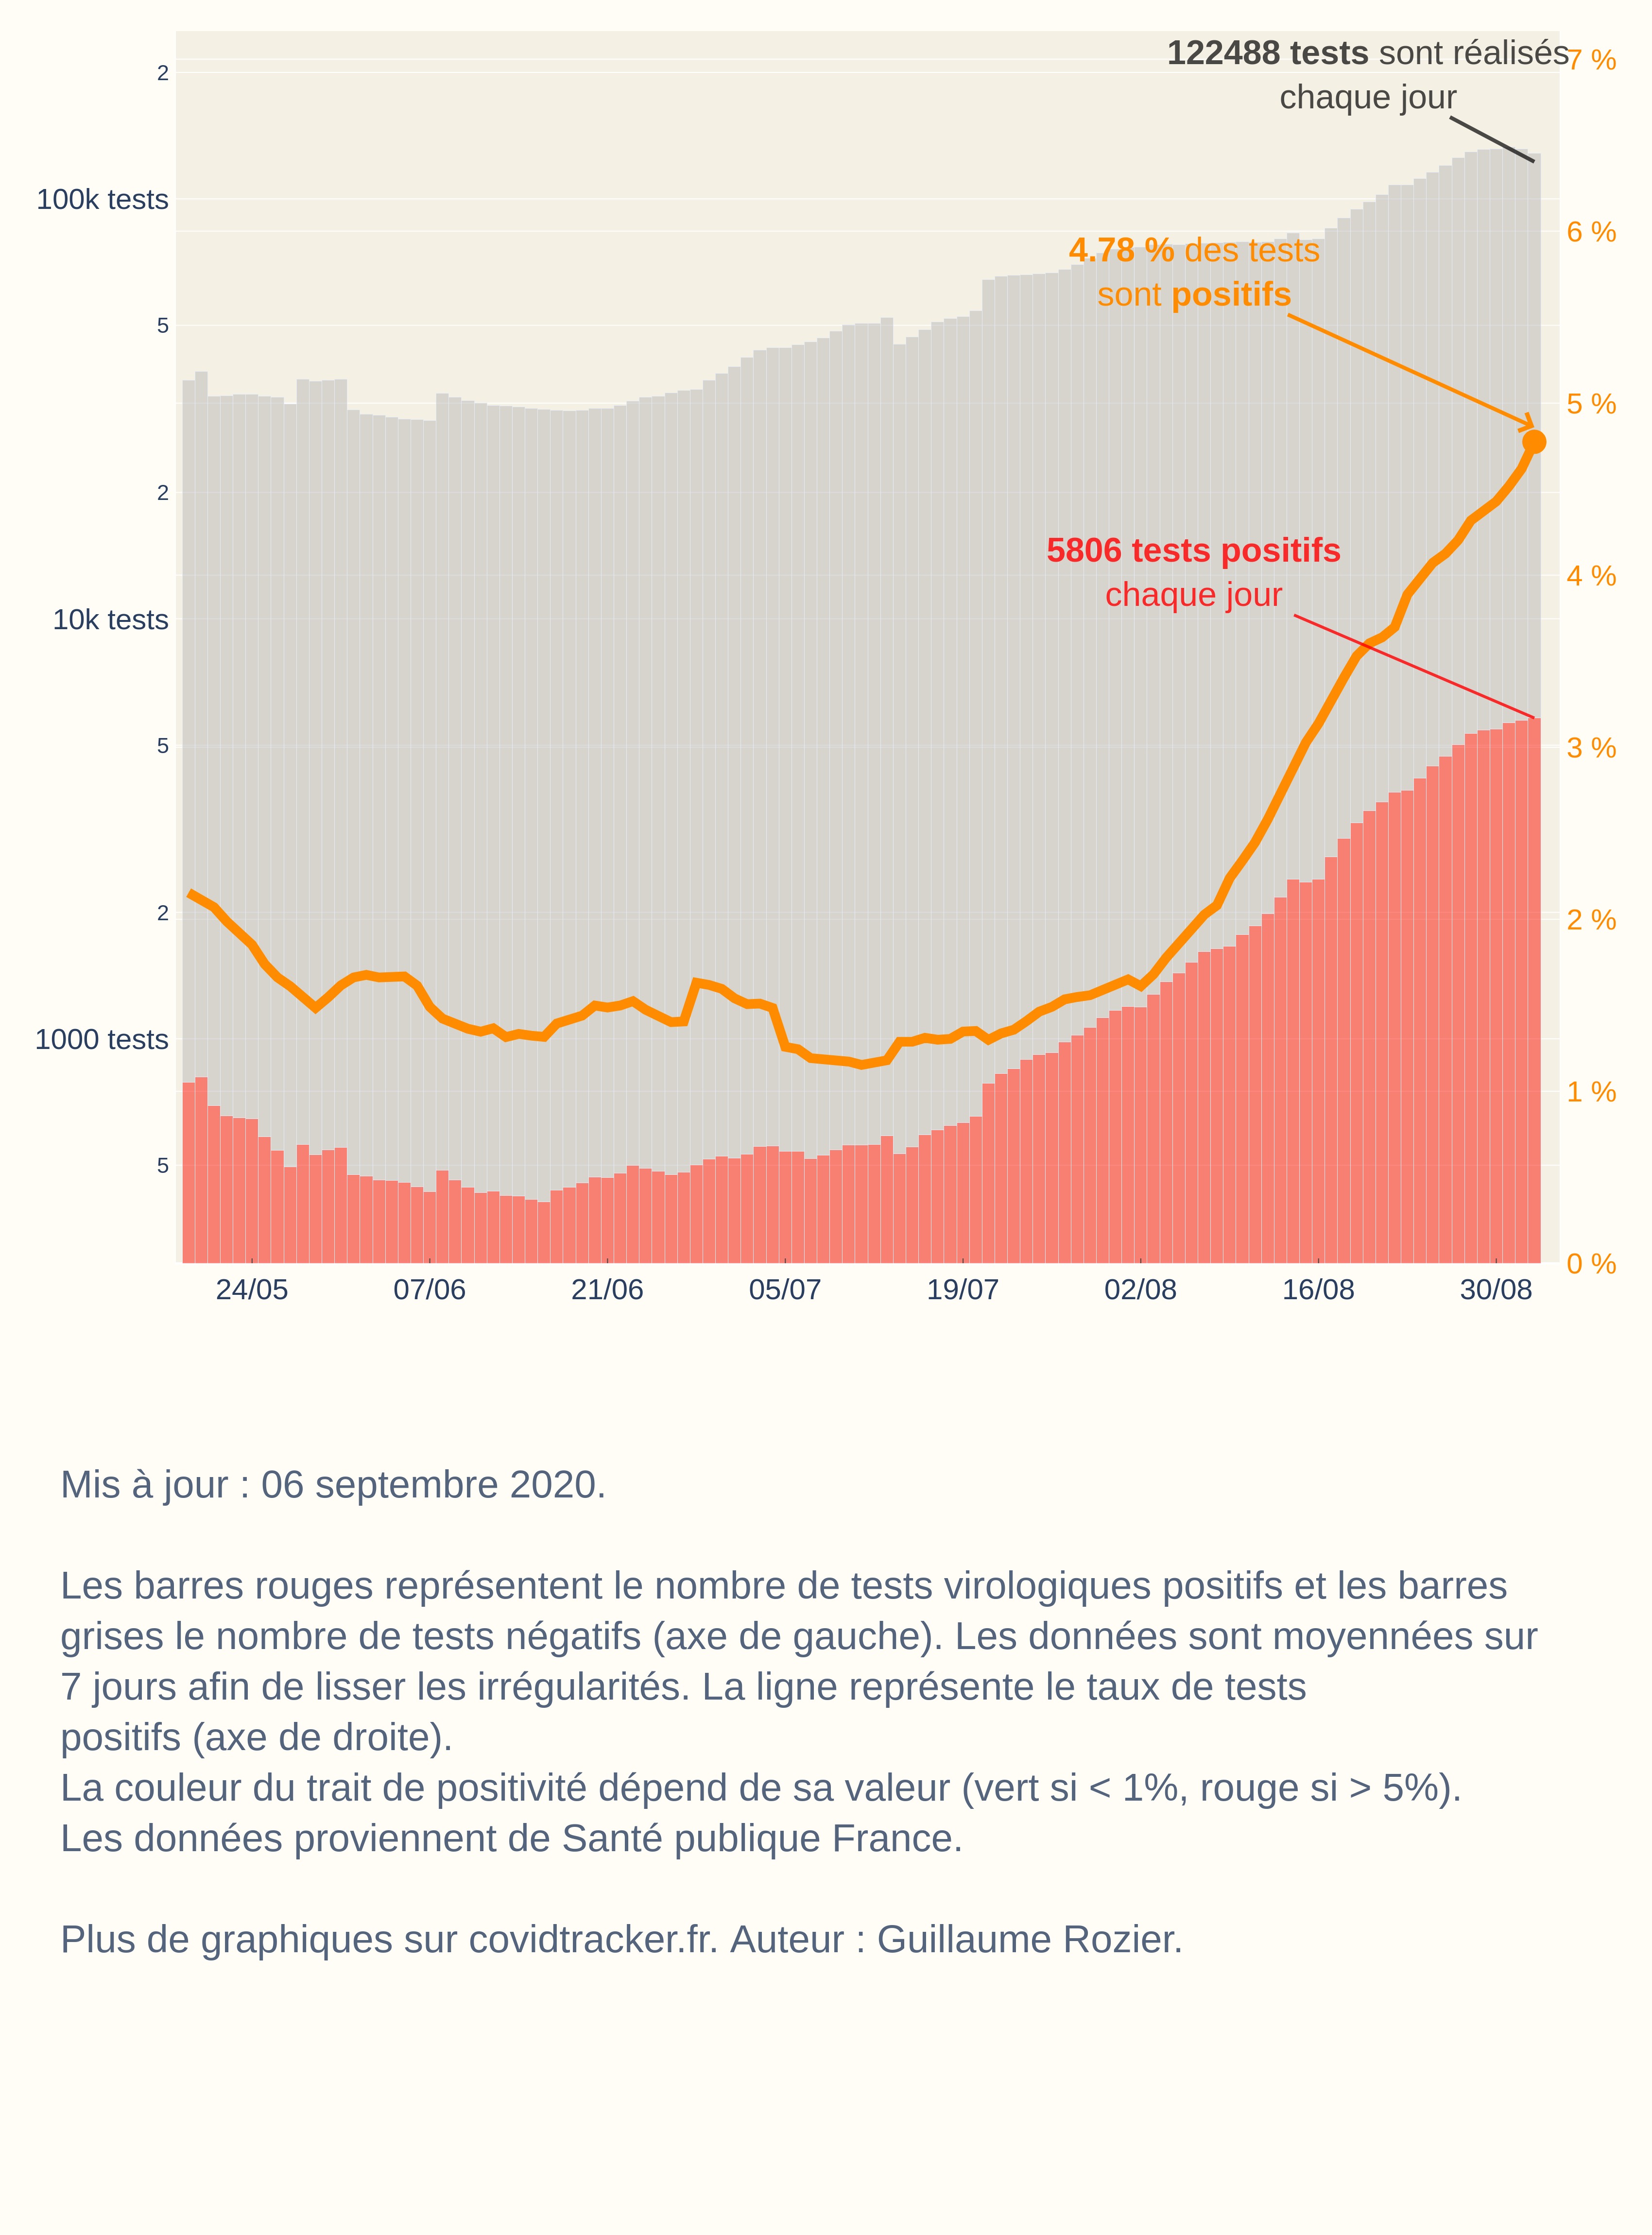 122488 tests sont réalisés
chaque jour
4.78 % des tests
sont positifs
5806 tests positifs
chaque jour
2
100k tests
5
2
10k tests
5
2
1000 tests
5
7 %
6 %
5 %
4 %
3 %
2 %
1 %
0 %
24/05 07/06 21/06 05/07 19/07 02/08 16/08 30/08
Mis à jour : 06 septembre 2020.
Les barres rouges représentent le nombre de tests virologiques positifs et les barres
grises le nombre de tests négatifs (axe de gauche). Les données sont moyennées sur
7 jours afin de lisser les irrégularités. La ligne représente le taux de tests
positifs (axe de droite).
La couleur du trait de positivité dépend de sa valeur (vert si < 1%, rouge si > 5%).
Les données proviennent de Santé publique France.
Plus de graphiques sur covidtracker.fr. Auteur : Guillaume Rozier.